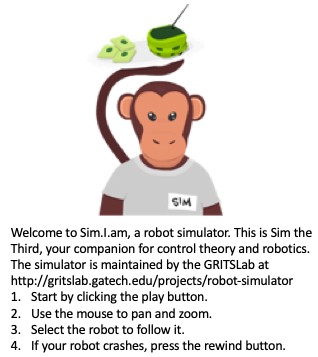 SIM
Welcome to Sim.I.am, a robot simulator. This is Sim the
Third, your companion for control theory and robotics.
The simulator is maintained by the GRITSLab at
http://gritslab.gatech.edu/projects/robot-simulator
1. Start by clicking the play button.
2. Use the mouse to pan and zoom.
3. Select the robot to follow it.
4. If your robot crashes, press the rewind button.